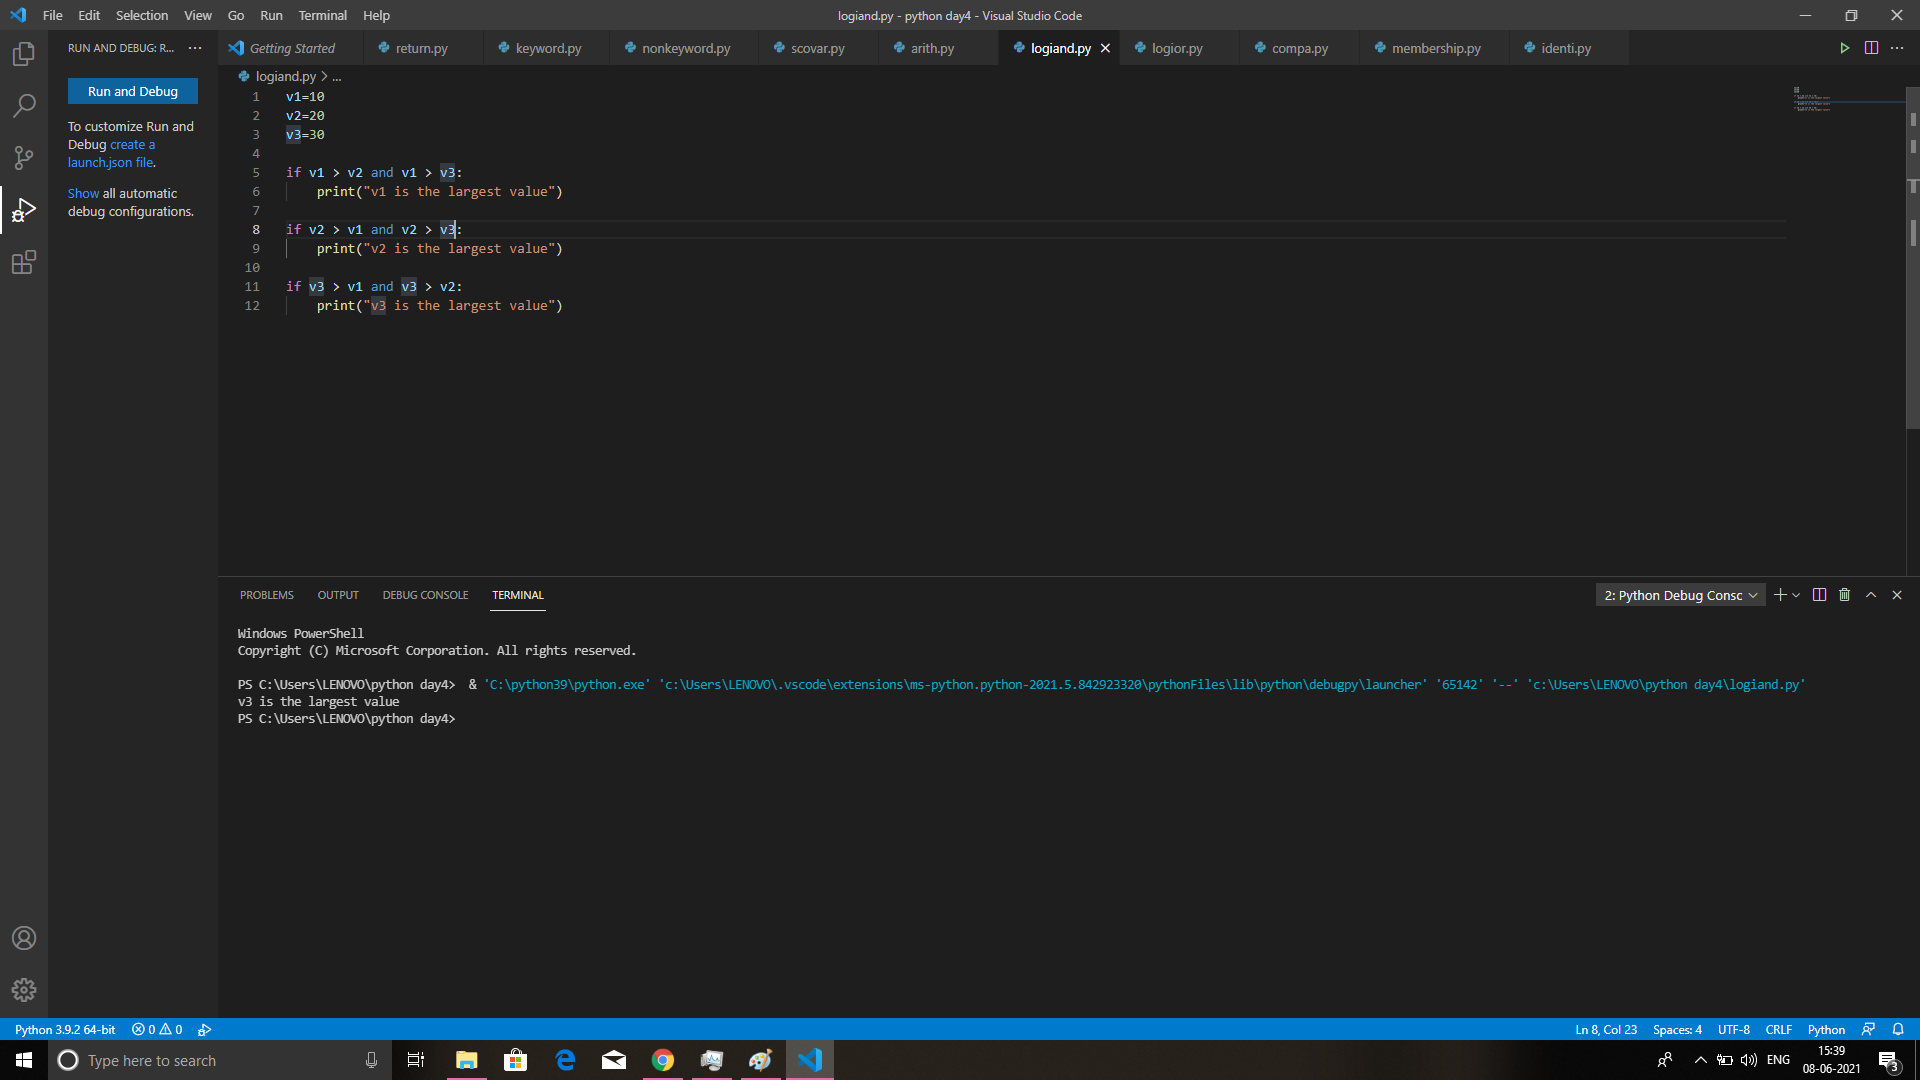 File Edit Selection View Go Run Terminal Help
logiand.py - python day4 - Visual Studio Code
RUN AND DEBUG: R... ...
Getting Started return.py keyword.py nonkeyword.py scovar.py arith.py logiand.py logior.py compa.py membership.py identi.py
logiand.py > ...
Run and Debug
To customize Run and
Debug create a
launch.json file.
Show all automatic
debug configurations.
1 v1=10
2 v2=20
3 v3=30
4
5 if v1 > v2 and v1 > v3:
6 print("v1 is the largest value")
7
8 if v2 > v1 and v2 > v3:
9 print("v2 is the largest value")
10
11 if v3 > v1 and v3 > v2:
12 print("v3 is the largest value")
PROBLEMS OUTPUT DEBUG CONSOLE TERMINAL
2: Python Debug Consc
Windows PowerShell
Copyright (C) Microsoft Corporation. All rights reserved.
PS C:\Users\LENOVO\python day4> & 'C:\python39\python.exe' 'c:\Users\LENOVO\.vscode\extensions\ms-python.python-2021.5.842923320\pythonFiles\lib\python\debugpy\launcher' '65142' '--' 'c:\Users\LENOVO\python day4\logiand.py'
v3 is the largest value
PS C:\Users\LENOVO\python day4>
Python 3.9.2 64-bit 0 0
Ln 8, Col 23 Spaces: 4 UTF-8 CRLF Python
Type here to search
ENG
15:39
08-06-2021
3